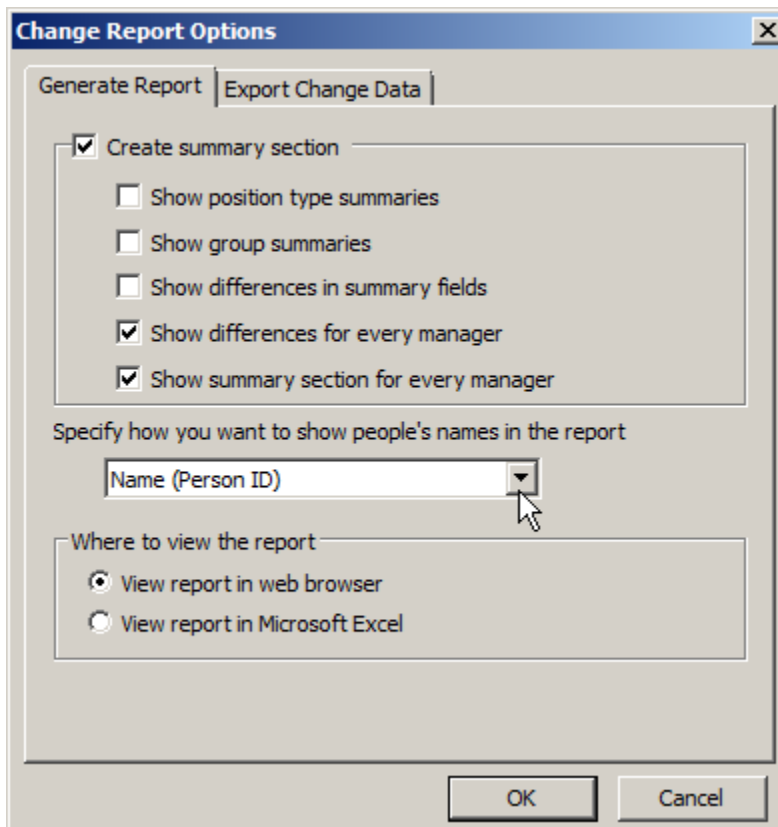 Change Report Options
Generate Report
Export Change Data
Create summary section
Show position type summaries
Show group summaries
Show differences in summary fields
Show differences for every manager
Show summary section for every manager
Specify how you want to show people's names in the report
Name (Person ID)
Where to view the report
View report in web browser
View report in Microsoft Excel
OK
Cancel